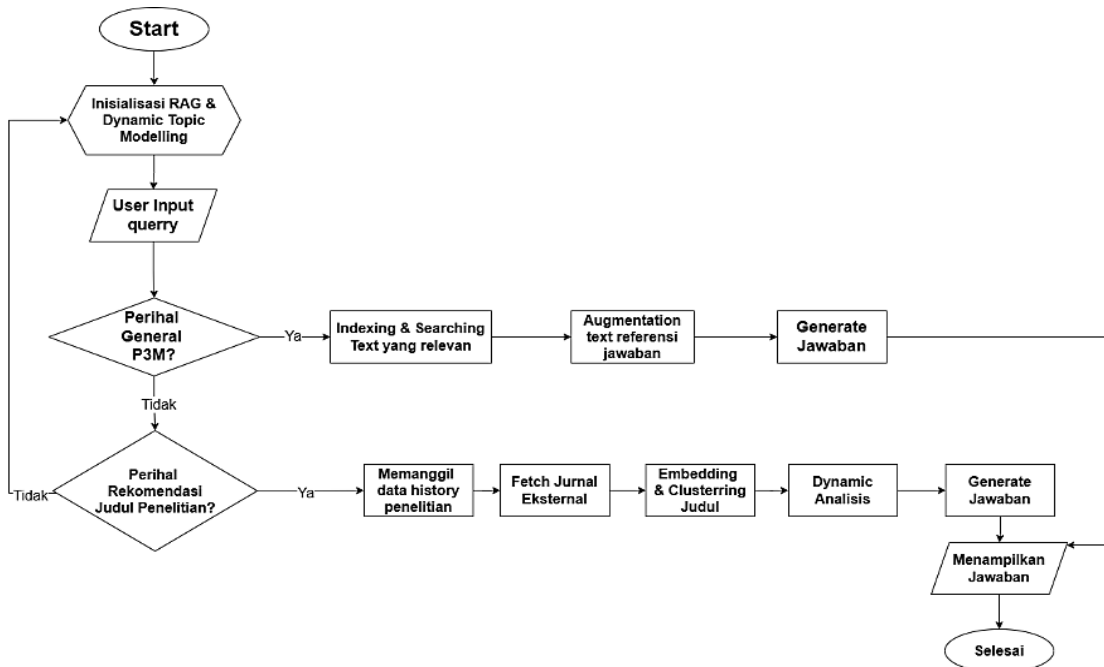 Start
Inisialisasi RAG &
Dynamic Topic
Modelling
User Input
querry
Perihal
General
P3M?
Ya
Indexing & Searching
Text yang relevan
Augmentation
text referensi
jawaban
Generate
Jawaban
Tidak
Perihal
Rekomendasi
Judul Penelitian?
Tidak
Ya
Memanggil
data history
penelitian
Fetch Jurnal
Eksternal
Embedding
& Clusterring
Judul
Dynamic
Analisis
Generate
Jawaban
Menampilkan
Jawaban
Selesai